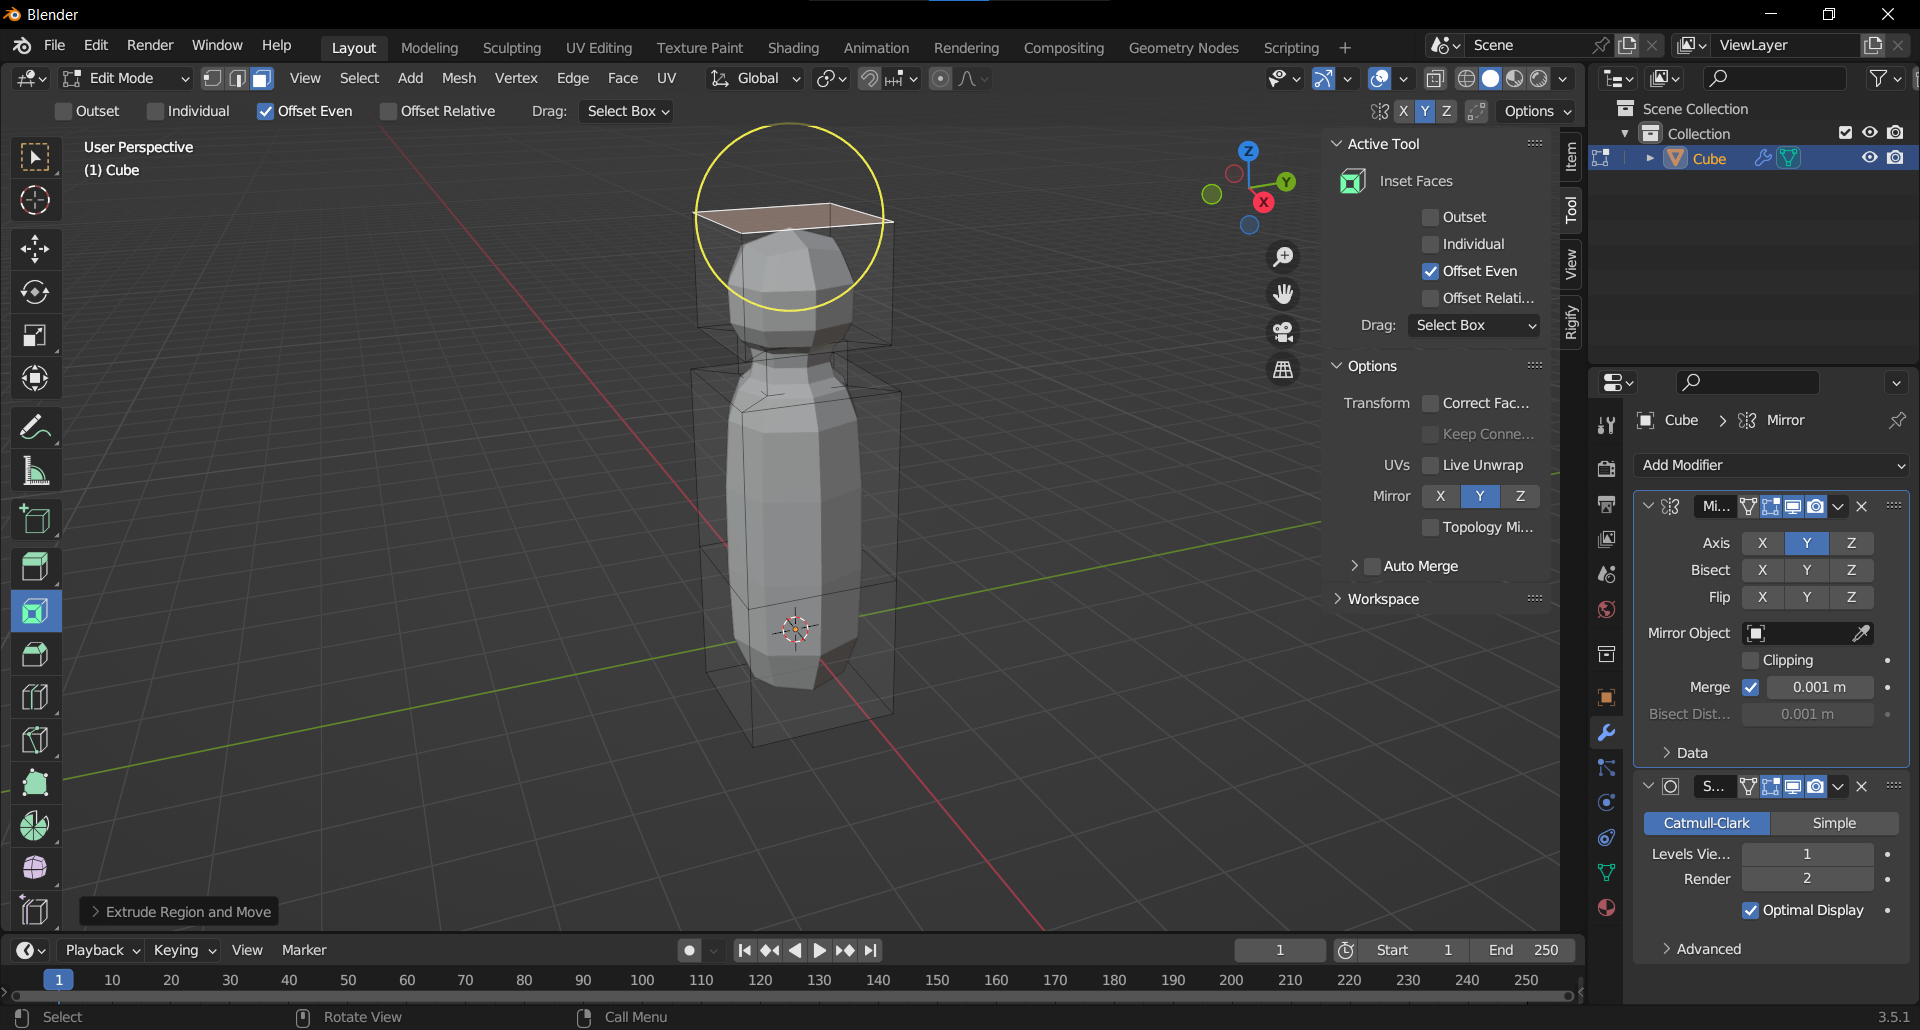 Blender
File Edit Render Window Help Layout Modeling Sculpting UV Editing Texture Paint Shading Animation Rendering Compositing Geometry Nodes Scripting + Scene ViewLayer
Edit Mode View Select Add Mesh Vertex Edge Face UV Global
Outset Individual Offset Even Offset Relative Drag: Select Box X Y Z Options
User Perspective
(1) Cube
Z
Y
X
Active Tool
Inset Faces
Outset
Individual
Offset Even
Offset Relati...
Drag: Select Box
Options
Transform Correct Fac...
Keep Conne...
UVs Live Unwrap
Mirror X Y Z
Topology Mi...
Auto Merge
Workspace
Item
Tool
View
Rigify
Scene Collection
Collection
Cube
Cube > Mirror
Add Modifier
Mi...
Axis X Y Z
Bisect X Y Z
Flip X Y Z
Mirror Object
Clipping
Merge 0.001 m
Bisect Dist... 0.001 m
Data
S...
Catmull-Clark Simple
Levels Vie... 1
Render 2
Optimal Display
Advanced
Extrude Region and Move
Playback Keying View Marker 1 Start 1 End 250
1 10 20 30 40 50 60 70 80 90 100 110 120 130 140 150 160 170 180 190 200 210 220 230 240 250
Select Rotate View Call Menu 3.5.1